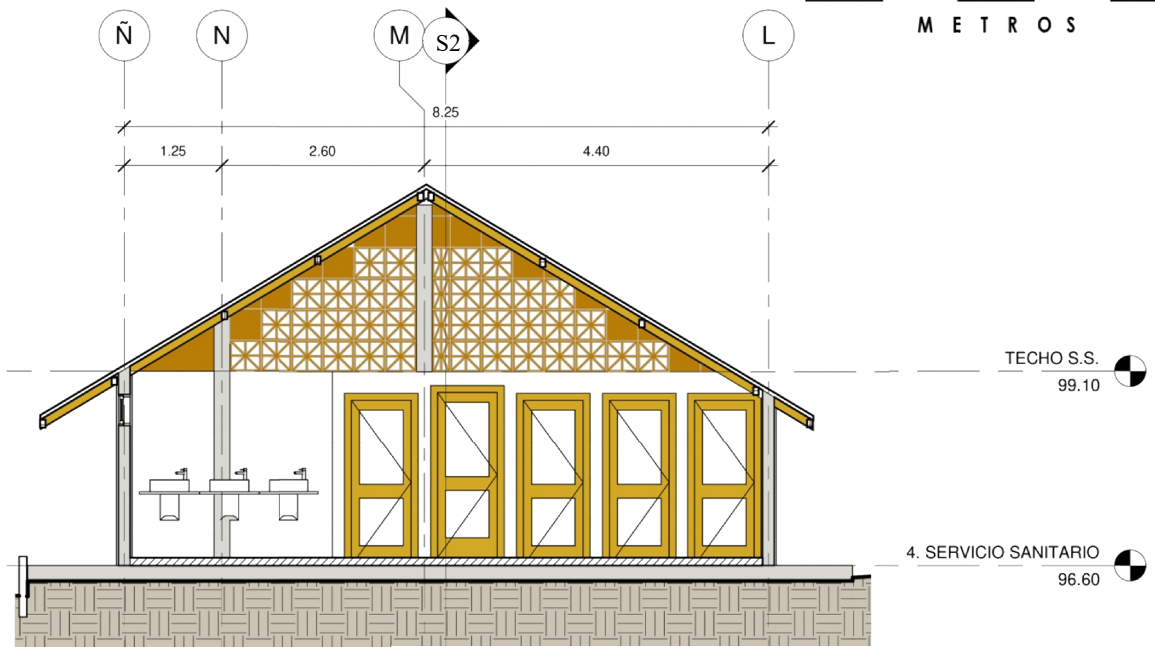 METROS
Ñ
N
M
S2
L
8.25
1.25
2.60
4.40
TECHO S.S.
99.10
4. SERVICIO SANITARIO
96.60